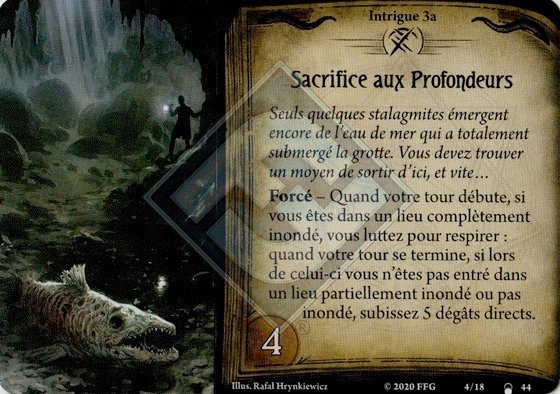 Intrigue 3a
Sacrifice aux Profondeurs
Seuls quelques stalagmites émergent
encore de l'eau de mer qui a totalement
submergé la grotte. Vous devez trouver
un moyen de sortir d'ici, et vite…
Forcé – Quand votre tour débute, si
vous êtes dans un lieu complètement
inondé, vous luttez pour respirer :
quand votre tour se termine, si lors
de celui-ci vous n'êtes pas entré dans
un lieu partiellement inondé ou pas
inondé, subissez 5 dégâts directs.
4
Illus. Rafał Hrynkiewicz © 2020 FFG 4/18 44